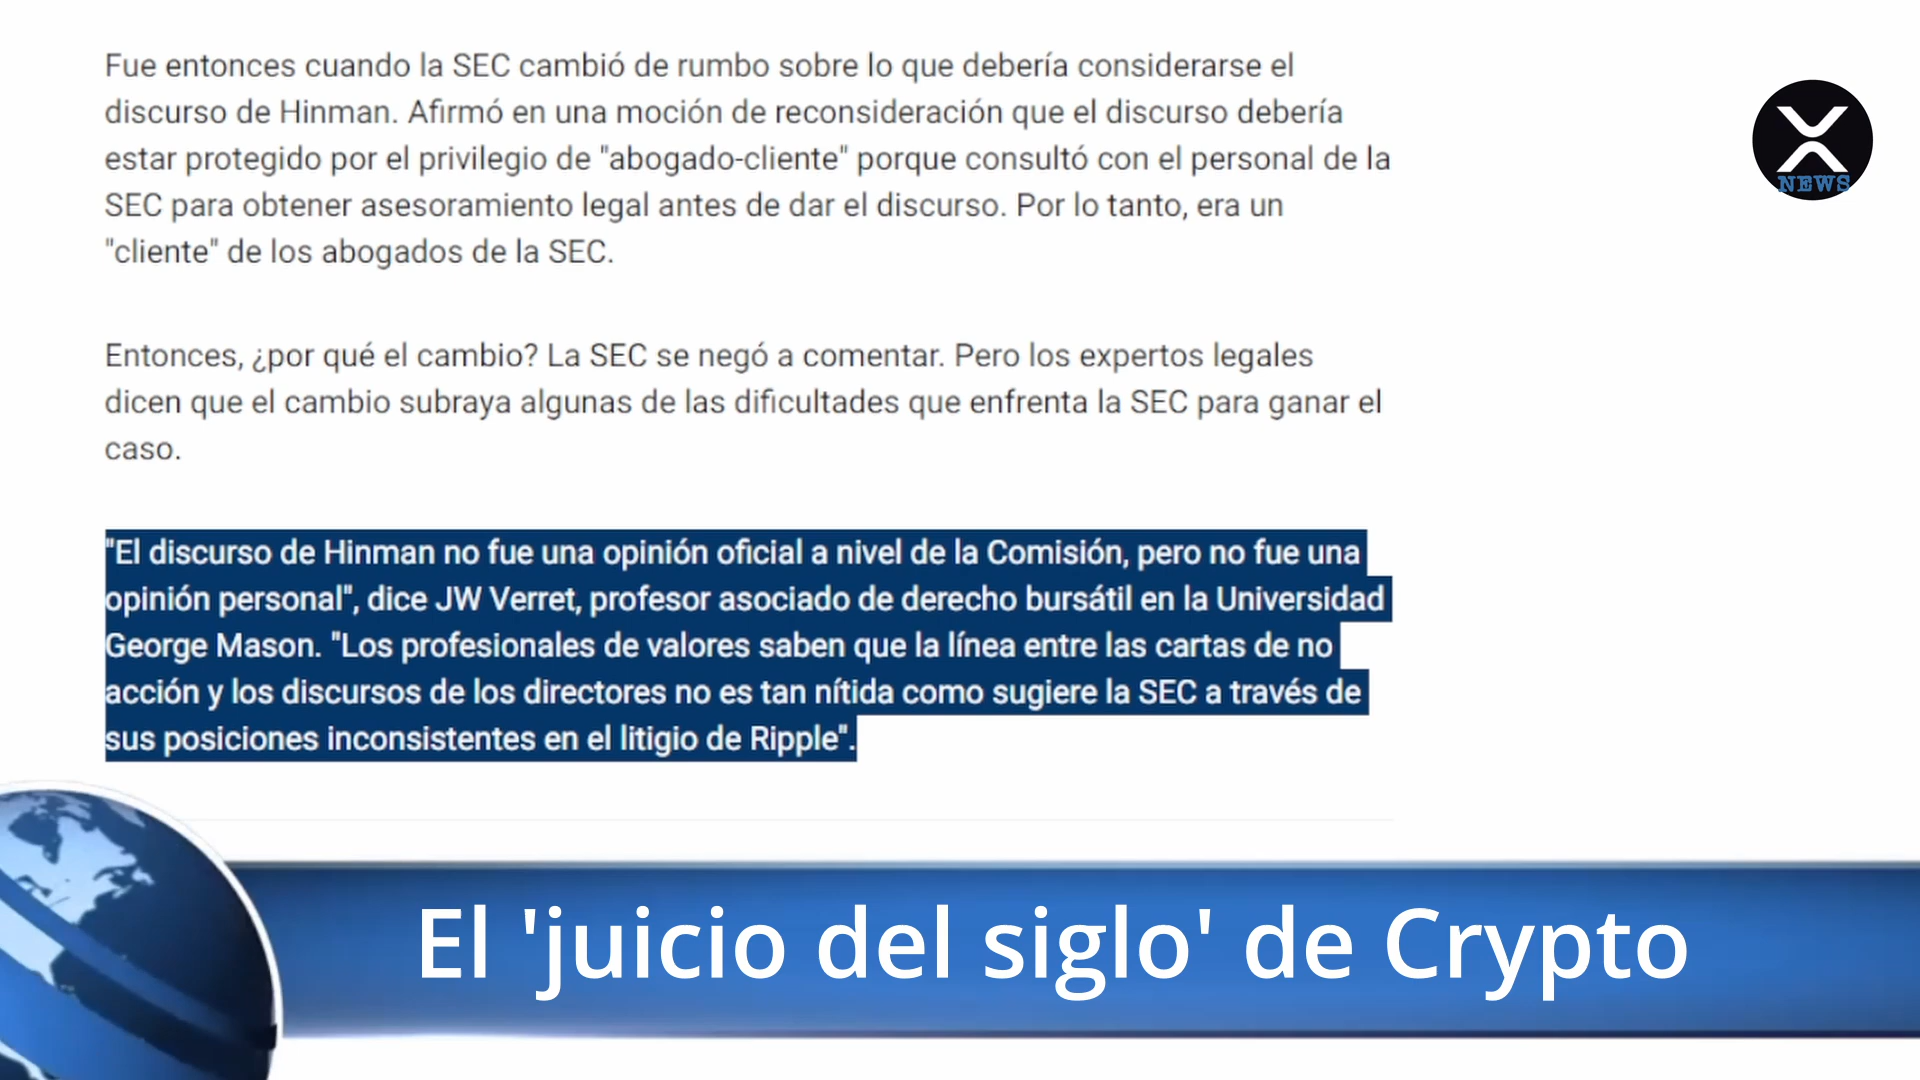 Fue entonces cuando la SEC cambió de rumbo sobre lo que debería considerarse el
discurso de Hinman. Afirmó en una moción de reconsideración que el discurso debería
estar protegido por el privilegio de "abogado-cliente" porque consultó con el personal de la
SEC para obtener asesoramiento legal antes de dar el discurso. Por lo tanto, era un
"cliente" de los abogados de la SEC.
Entonces, ¿por qué el cambio? La SEC se negó a comentar. Pero los expertos legales
dicen que el cambio subraya algunas de las dificultades que enfrenta la SEC para ganar el
caso.
"El discurso de Hinman no fue una opinión oficial a nivel de la Comisión, pero no fue una
opinión personal", dice JW Verret, profesor asociado de derecho bursátil en la Universidad
George Mason. "Los profesionales de valores saben que la línea entre las cartas de no
acción y los discursos de los directores no es tan nítida como sugiere la SEC a través de
sus posiciones inconsistentes en el litigio de Ripple".
NEWS
El 'juicio del siglo' de Crypto